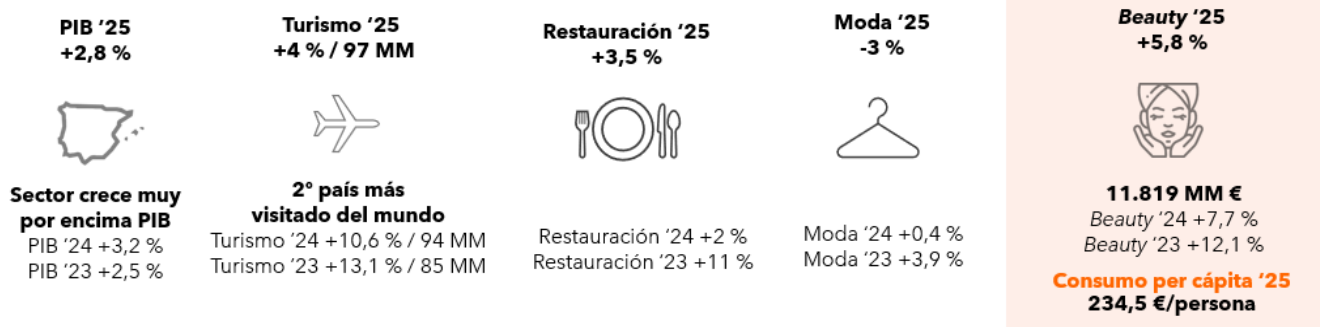 PIB ‘25
+2,8 %
Sector crece muy
por encima PIB
PIB ‘24 +3,2 %
PIB ‘23 +2,5 %
Turismo ‘25
+4 % / 97 MM
2º país más
visitado del mundo
Turismo ‘24 +10,6 % / 94 MM
Turismo ‘23 +13,1 % / 85 MM
Restauración ‘25
+3,5 %
Restauración ‘24 +2 %
Restauración ‘23 +11 %
Moda ‘25
-3 %
Moda ‘24 +0,4 %
Moda ‘23 +3,9 %
Beauty ‘25
+5,8 %
11.819 MM €
Beauty ‘24 +7,7 %
Beauty ‘23 +12,1 %
Consumo per cápita ‘25
234,5 €/persona